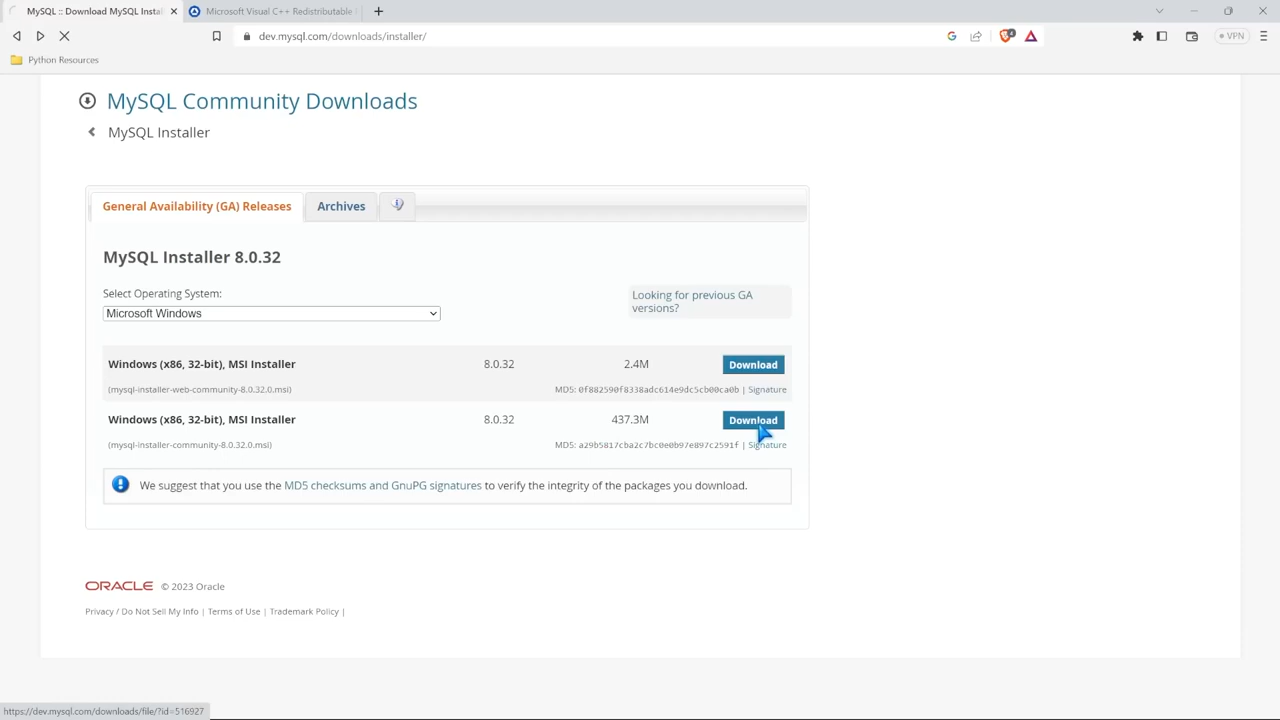 MySQL :: Download MySQL Instal
Microsoft Visual C++ Redistributable
dev.mysql.com/downloads/installer/
4
VPN
Python Resources
MySQL Community Downloads
MySQL Installer
General Availability (GA) Releases
Archives
MySQL Installer 8.0.32
Select Operating System:
Looking for previous GA
versions?
Microsoft Windows
Windows (x86, 32-bit), MSI Installer 8.0.32 2.4M Download
(mysql-installer-web-community-8.0.32.0.msi) MD5: 0f882590f8338adc614e9dc5cb00ca0b | Signature
Windows (x86, 32-bit), MSI Installer 8.0.32 437.3M Download
(mysql-installer-community-8.0.32.0.msi) MD5: a29b5817cba2c7bc0e0b97e897c2591f | Signature
We suggest that you use the MD5 checksums and GnuPG signatures to verify the integrity of the packages you download.
ORACLE © 2023 Oracle
Privacy / Do Not Sell My Info | Terms of Use | Trademark Policy |
https://dev.mysql.com/downloads/file/?id=516927